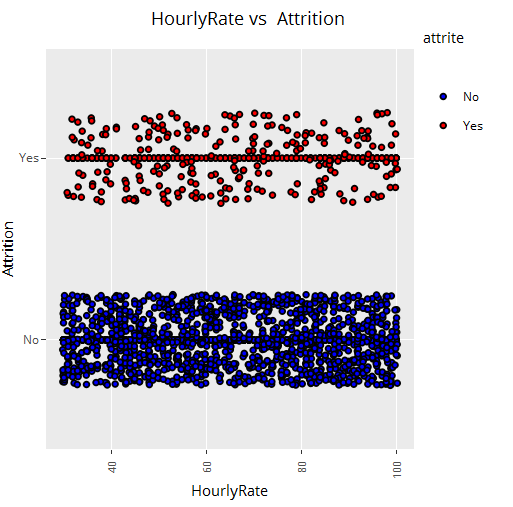 HourlyRate vs  Attrition
attrite
No
Yes
Yes
No
Attrition
40
60
80
100
HourlyRate